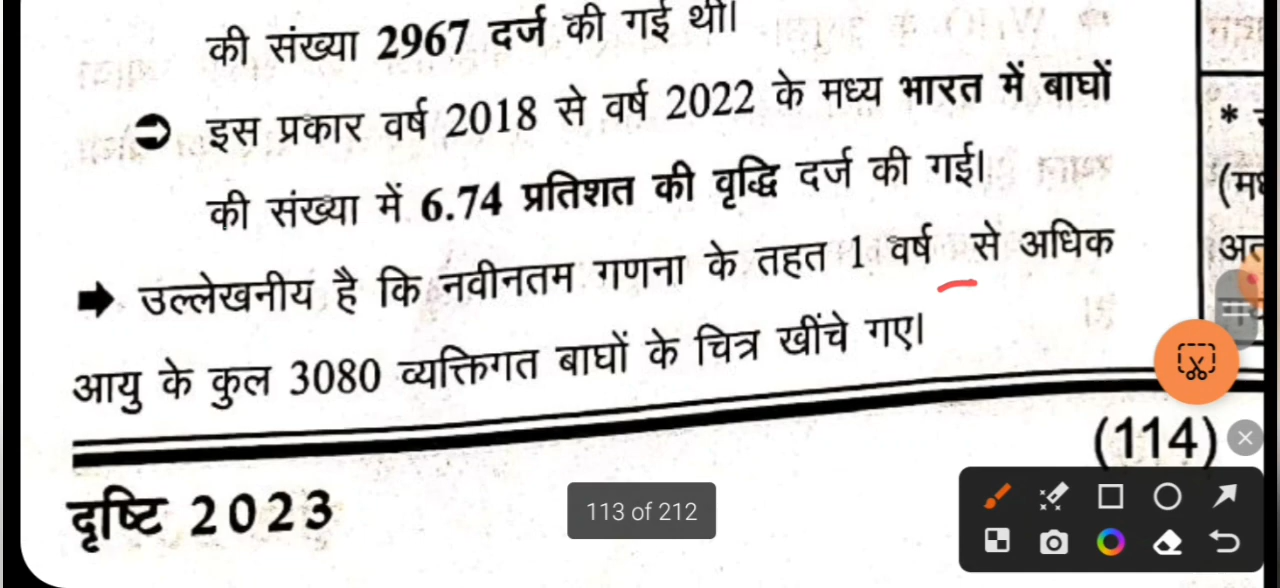 की संख्या 2967 दर्ज की गई थी।
⊃ इस प्रकार वर्ष 2018 से वर्ष 2022 के मध्य भारत में बाघों
की संख्या में 6.74 प्रतिशत की वृद्धि दर्ज की गई।
➡ उल्लेखनीय है कि नवीनतम गणना के तहत 1 वर्ष से अधिक
आयु के कुल 3080 व्यक्तिगत बाघों के चित्र खींचे गए।
(114)
दृष्टि 2023
113 of 212